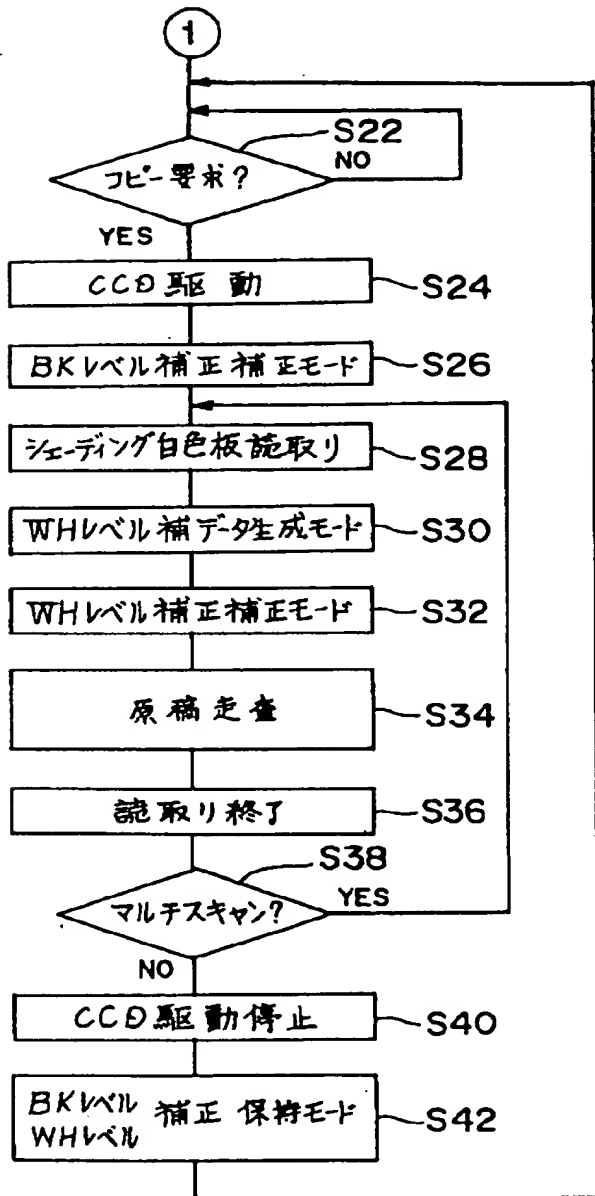 1
S22
コピー要求?
NO
YES
CCD 駆動
S24
BKレベル補正補正モード
S26
シェーディング白色板読取り
S28
WHレベル補データ生成モード
S30
WHレベル補正補正モード
S32
原稿走査
S34
読取り終了
S36
S38
マルチスキャン?
YES
NO
CCD駆動停止
S40
BKレベル
WHレベル
補正 保持モード
S42